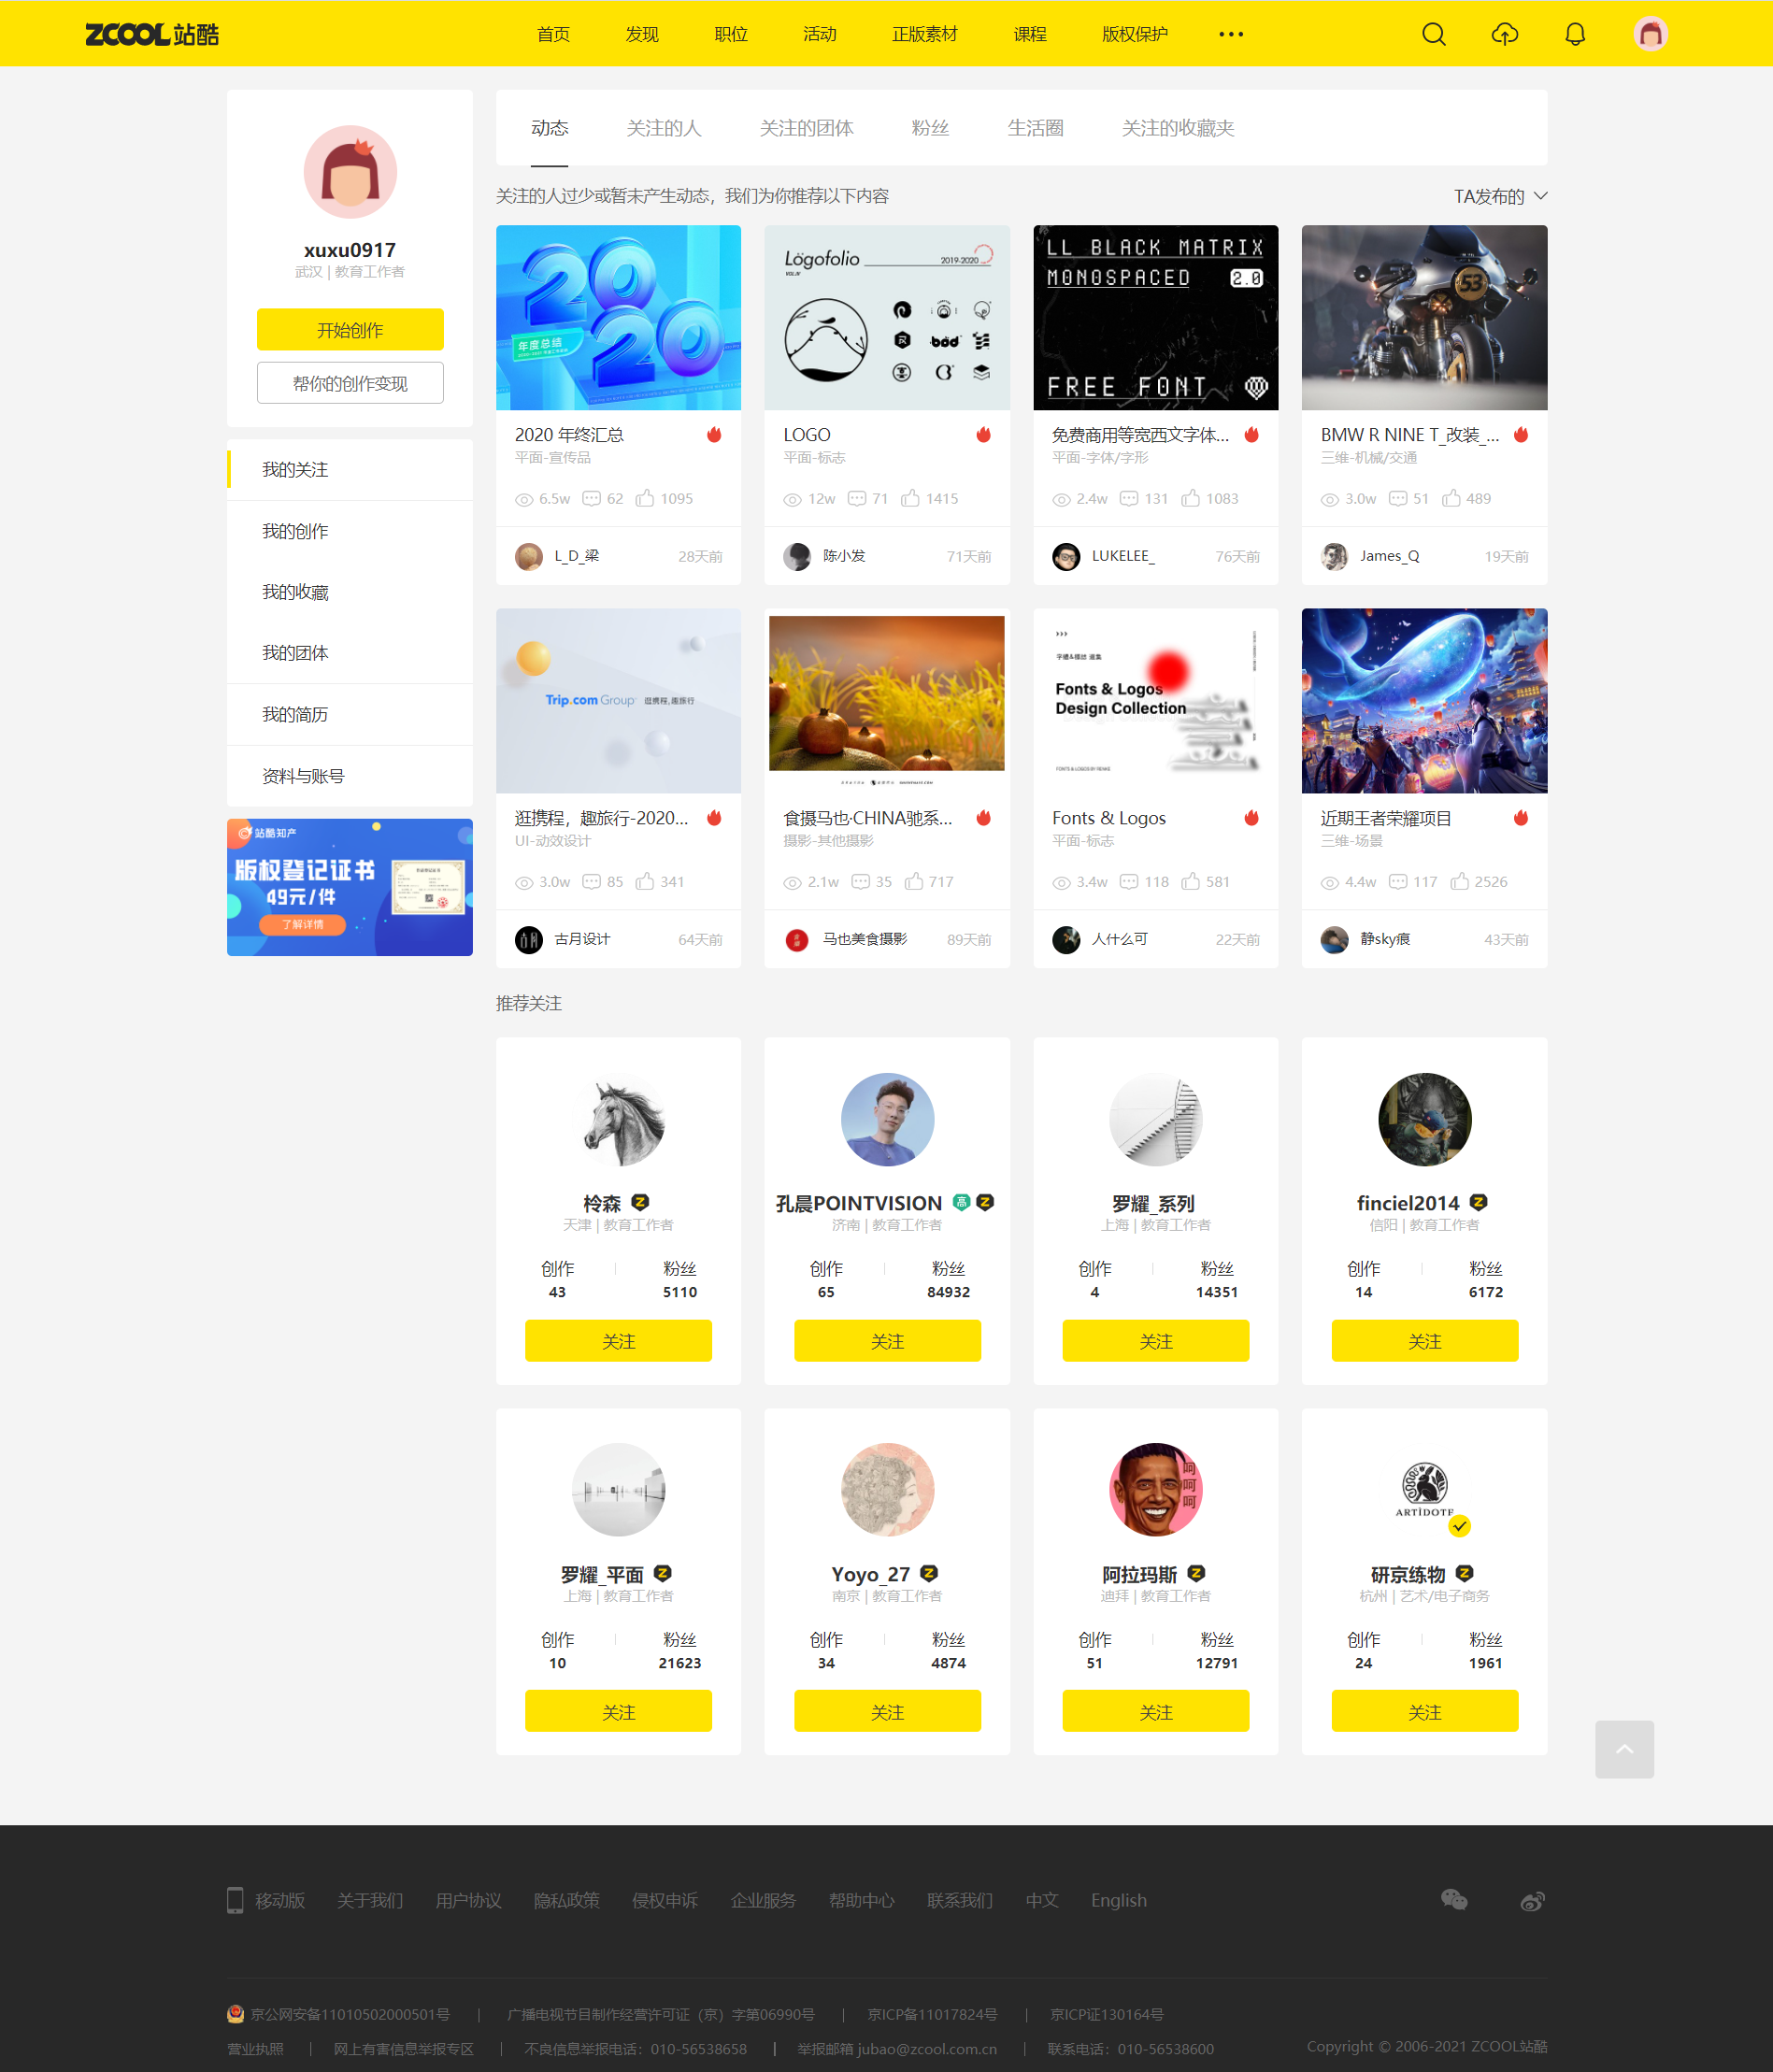 ZCOOL站酷
首页 发现 职位 活动 正版素材 课程 版权保护
动态 关注的人 关注的团体 粉丝 生活圈 关注的收藏夹
xuxu0917
武汉 | 教育工作者
开始创作
帮你的创作变现
我的关注
我的创作
我的收藏
我的团体
我的简历
资料与账号
站酷知产
版权登记证书
49元/件
了解详情
关注的人过少或暂未产生动态，我们为你推荐以下内容 TA发布的
2020
年度总结
Logofolio 2019-2020
VOL.IV
bad
LL BLACK MATRIX
MONOSPACED 2.0
FREE FONT
53
2020 年终汇总
平面-宣传品
6.5w 62 1095
L_D_梁 28天前
LOGO
平面-标志
12w 71 1415
陈小发 71天前
免费商用等宽西文字体...
平面-字体/字形
2.4w 131 1083
LUKELEE_ 76天前
BMW R NINE T_改装_...
三维-机械/交通
3.0w 51 489
James_Q 19天前
Trip.com Group 逛携程,趣旅行
逛携程，趣旅行-2020...
UI-动效设计
3.0w 85 341
古月设计 64天前
食摄马也·CHINA驰系...
摄影-其他摄影
2.1w 35 717
马也美食摄影 89天前
Fonts & Logos
Design Collection
FONTS & LOGOS BY RENKE
Fonts & Logos
平面-标志
3.4w 118 581
人什么可 22天前
近期王者荣耀项目
三维-场景
4.4w 117 2526
静sky痕 43天前
推荐关注
柃森
天津 | 教育工作者
创作 粉丝
43 5110
关注
孔晨POINTVISION 高
济南 | 教育工作者
创作 粉丝
65 84932
关注
罗耀_系列
上海 | 教育工作者
创作 粉丝
4 14351
关注
finciel2014
信阳 | 教育工作者
创作 粉丝
14 6172
关注
罗耀_平面
上海 | 教育工作者
创作 粉丝
10 21623
关注
Yoyo_27
南京 | 教育工作者
创作 粉丝
34 4874
关注
呵呵呵
阿拉玛斯
迪拜 | 教育工作者
创作 粉丝
51 12791
关注
ARTIDOTE
研京练物
杭州 | 艺术/电子商务
创作 粉丝
24 1961
关注
移动版 关于我们 用户协议 隐私政策 侵权申诉 企业服务 帮助中心 联系我们 中文 English
京公网安备11010502000501号 | 广播电视节目制作经营许可证（京）字第06990号 | 京ICP备11017824号 | 京ICP证130164号
营业执照 | 网上有害信息举报专区 | 不良信息举报电话：010-56538658 | 举报邮箱 jubao@zcool.com.cn | 联系电话：010-56538600
Copyright © 2006-2021 ZCOOL站酷